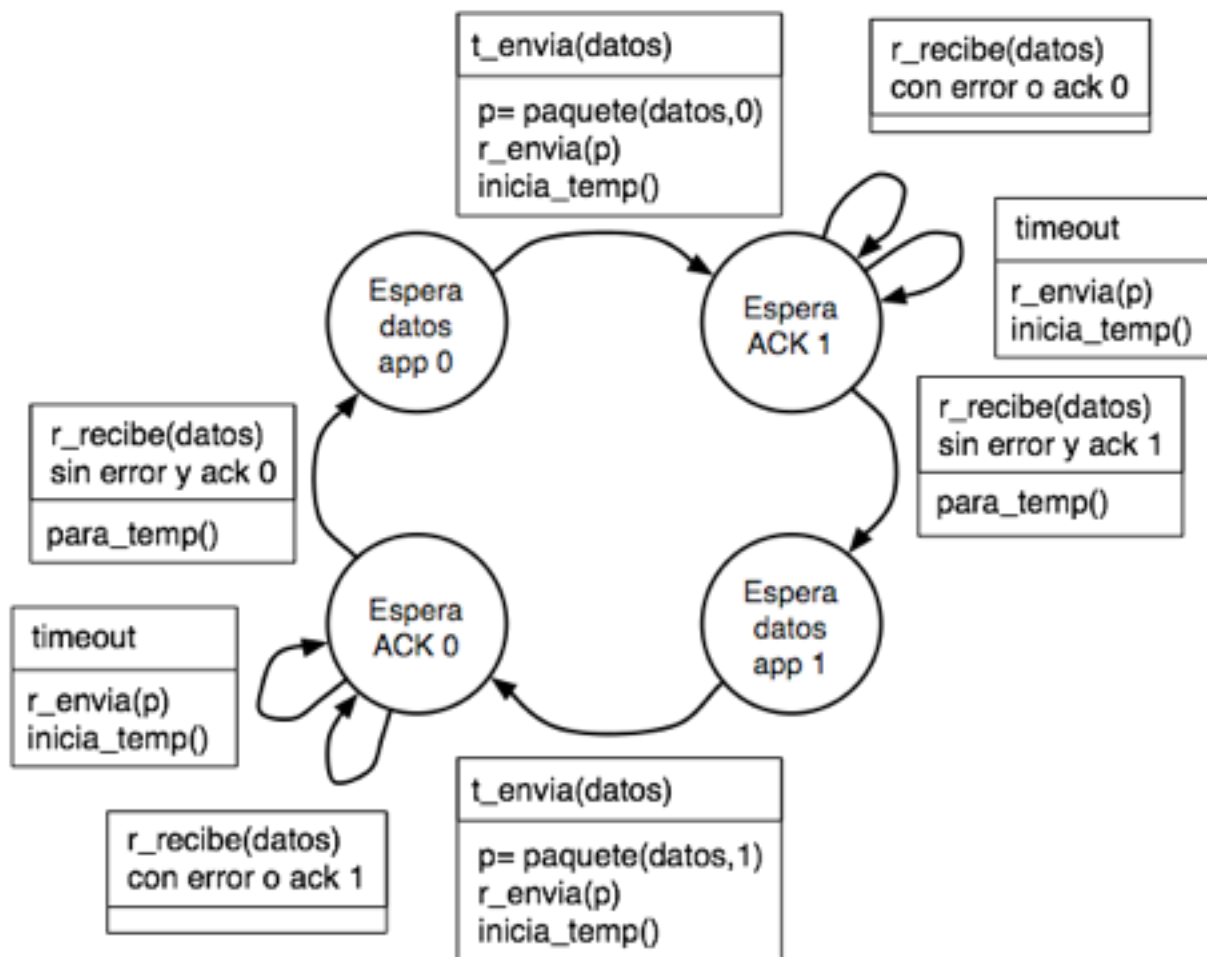 t_envia(datos)
p= paquete(datos,0)
r_envia(p)
inicia_temp()
r_recibe(datos)
con error o ack 0
timeout
r_envia(p)
inicia_temp()
Espera
datos
app 0
Espera
ACK 1
r_recibe(datos)
sin error y ack 1
para_temp()
r_recibe(datos)
sin error y ack 0
para_temp()
Espera
ACK 0
Espera
datos
app 1
timeout
r_envia(p)
inicia_temp()
t_envia(datos)
p= paquete(datos,1)
r_envia(p)
inicia_temp()
r_recibe(datos)
con error o ack 1